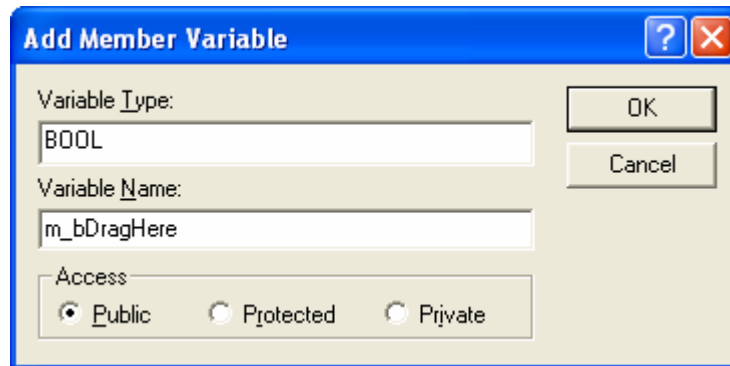 Add Member Variable
Variable Type:
BOOL
OK
Cancel
Variable Name:
m_bDragHere
Access
Public Protected Private